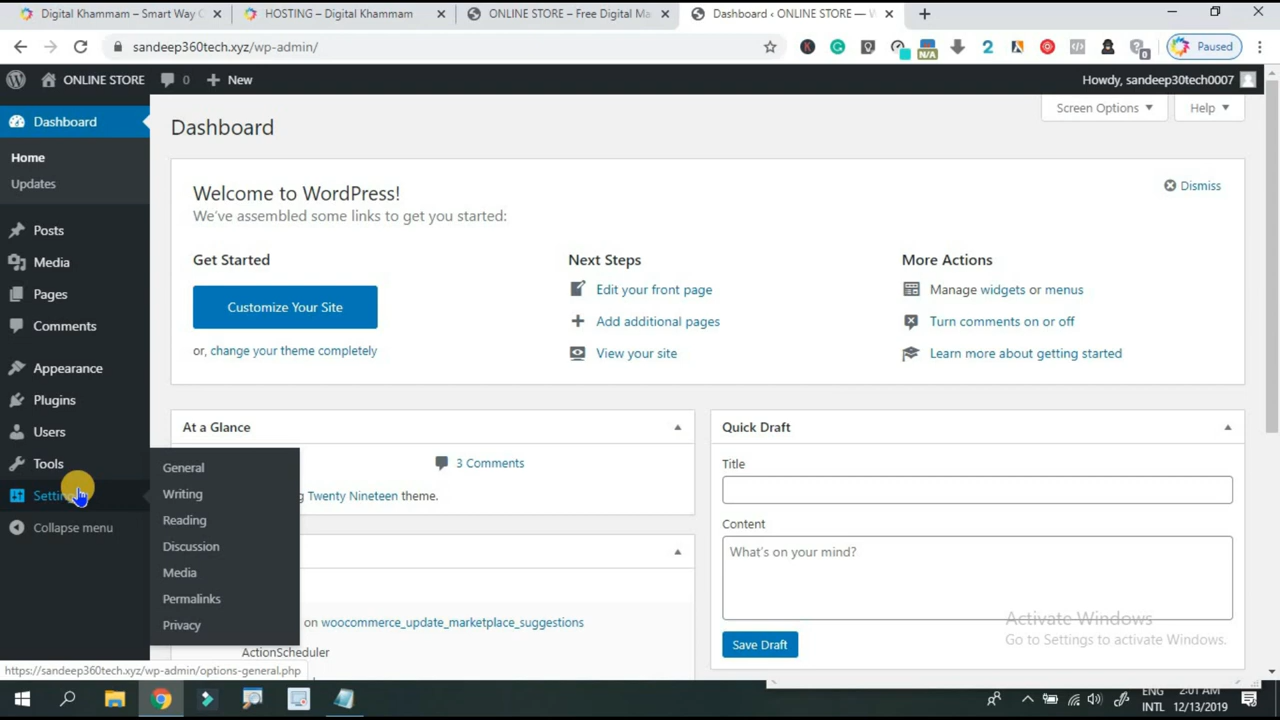 Digital Khammam – Smart Way C
HOSTING – Digital Khammam
ONLINE STORE – Free Digital Ma
Dashboard ‹ ONLINE STORE — W
sandeep360tech.xyz/wp-admin/
N/A
2
0
Paused
ONLINE STORE
0
New
Howdy, sandeep30tech0007
Dashboard
Home
Updates
Posts
Media
Pages
Comments
Appearance
Plugins
Users
Tools
Collapse menu
General
Writing
Reading
Discussion
Media
Permalinks
Privacy
Screen Options
Help
Dashboard
Welcome to WordPress!
We've assembled some links to get you started:
Dismiss
Get Started
Customize Your Site
or, change your theme completely
Next Steps
Edit your front page
Add additional pages
View your site
More Actions
Manage widgets or menus
Turn comments on or off
Learn more about getting started
At a Glance
3 Comments
Twenty Nineteen theme.
on woocommerce_update_marketplace_suggestions
ActionScheduler
Quick Draft
Title
Content
What's on your mind?
Save Draft
Activate Windows
Go to Settings to activate Windows.
https://sandeep360tech.xyz/wp-admin/options-general.php
ENG
INTL
2:01 AM
12/13/2019